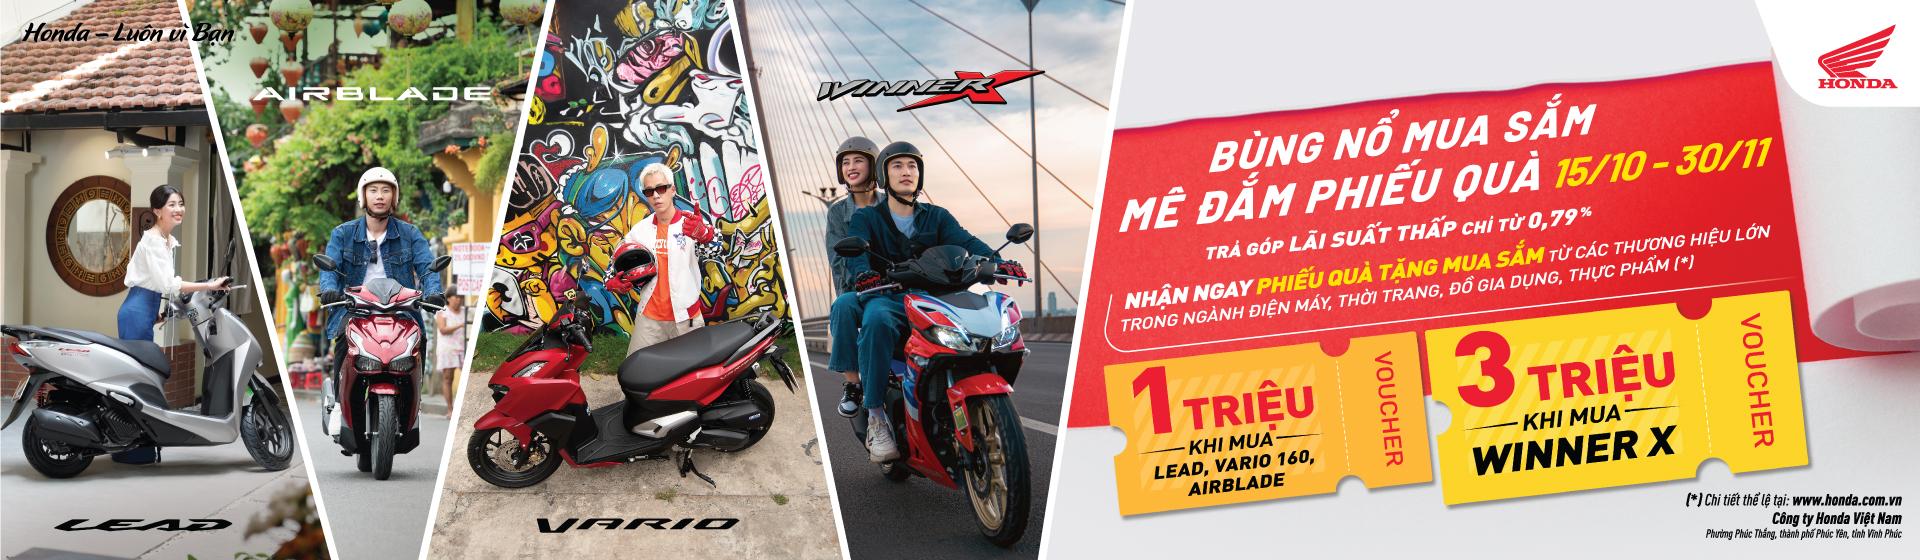 Honda – Luôn vì Bạn
AIRBLADE
WINNER X
LEAD
VARIO
HONDA
BÙNG NỔ MUA SẮM
MÊ ĐẮM PHIẾU QUÀ 15/10 - 30/11
TRẢ GÓP LÃI SUẤT THẤP CHỈ TỪ 0,79%
NHẬN NGAY PHIẾU QUÀ TẶNG MUA SẮM TỪ CÁC THƯƠNG HIỆU LỚN
TRONG NGÀNH ĐIỆN MÁY, THỜI TRANG, ĐỒ GIA DỤNG, THỰC PHẨM (*)
1 TRIỆU
KHI MUA
LEAD, VARIO 160,
AIRBLADE
VOUCHER
3 TRIỆU
KHI MUA
WINNER X
VOUCHER
(*) Chi tiết thể lệ tại: www.honda.com.vn
Công ty Honda Việt Nam
Phường Phúc Thắng, thành phố Phúc Yên, tỉnh Vĩnh Phúc